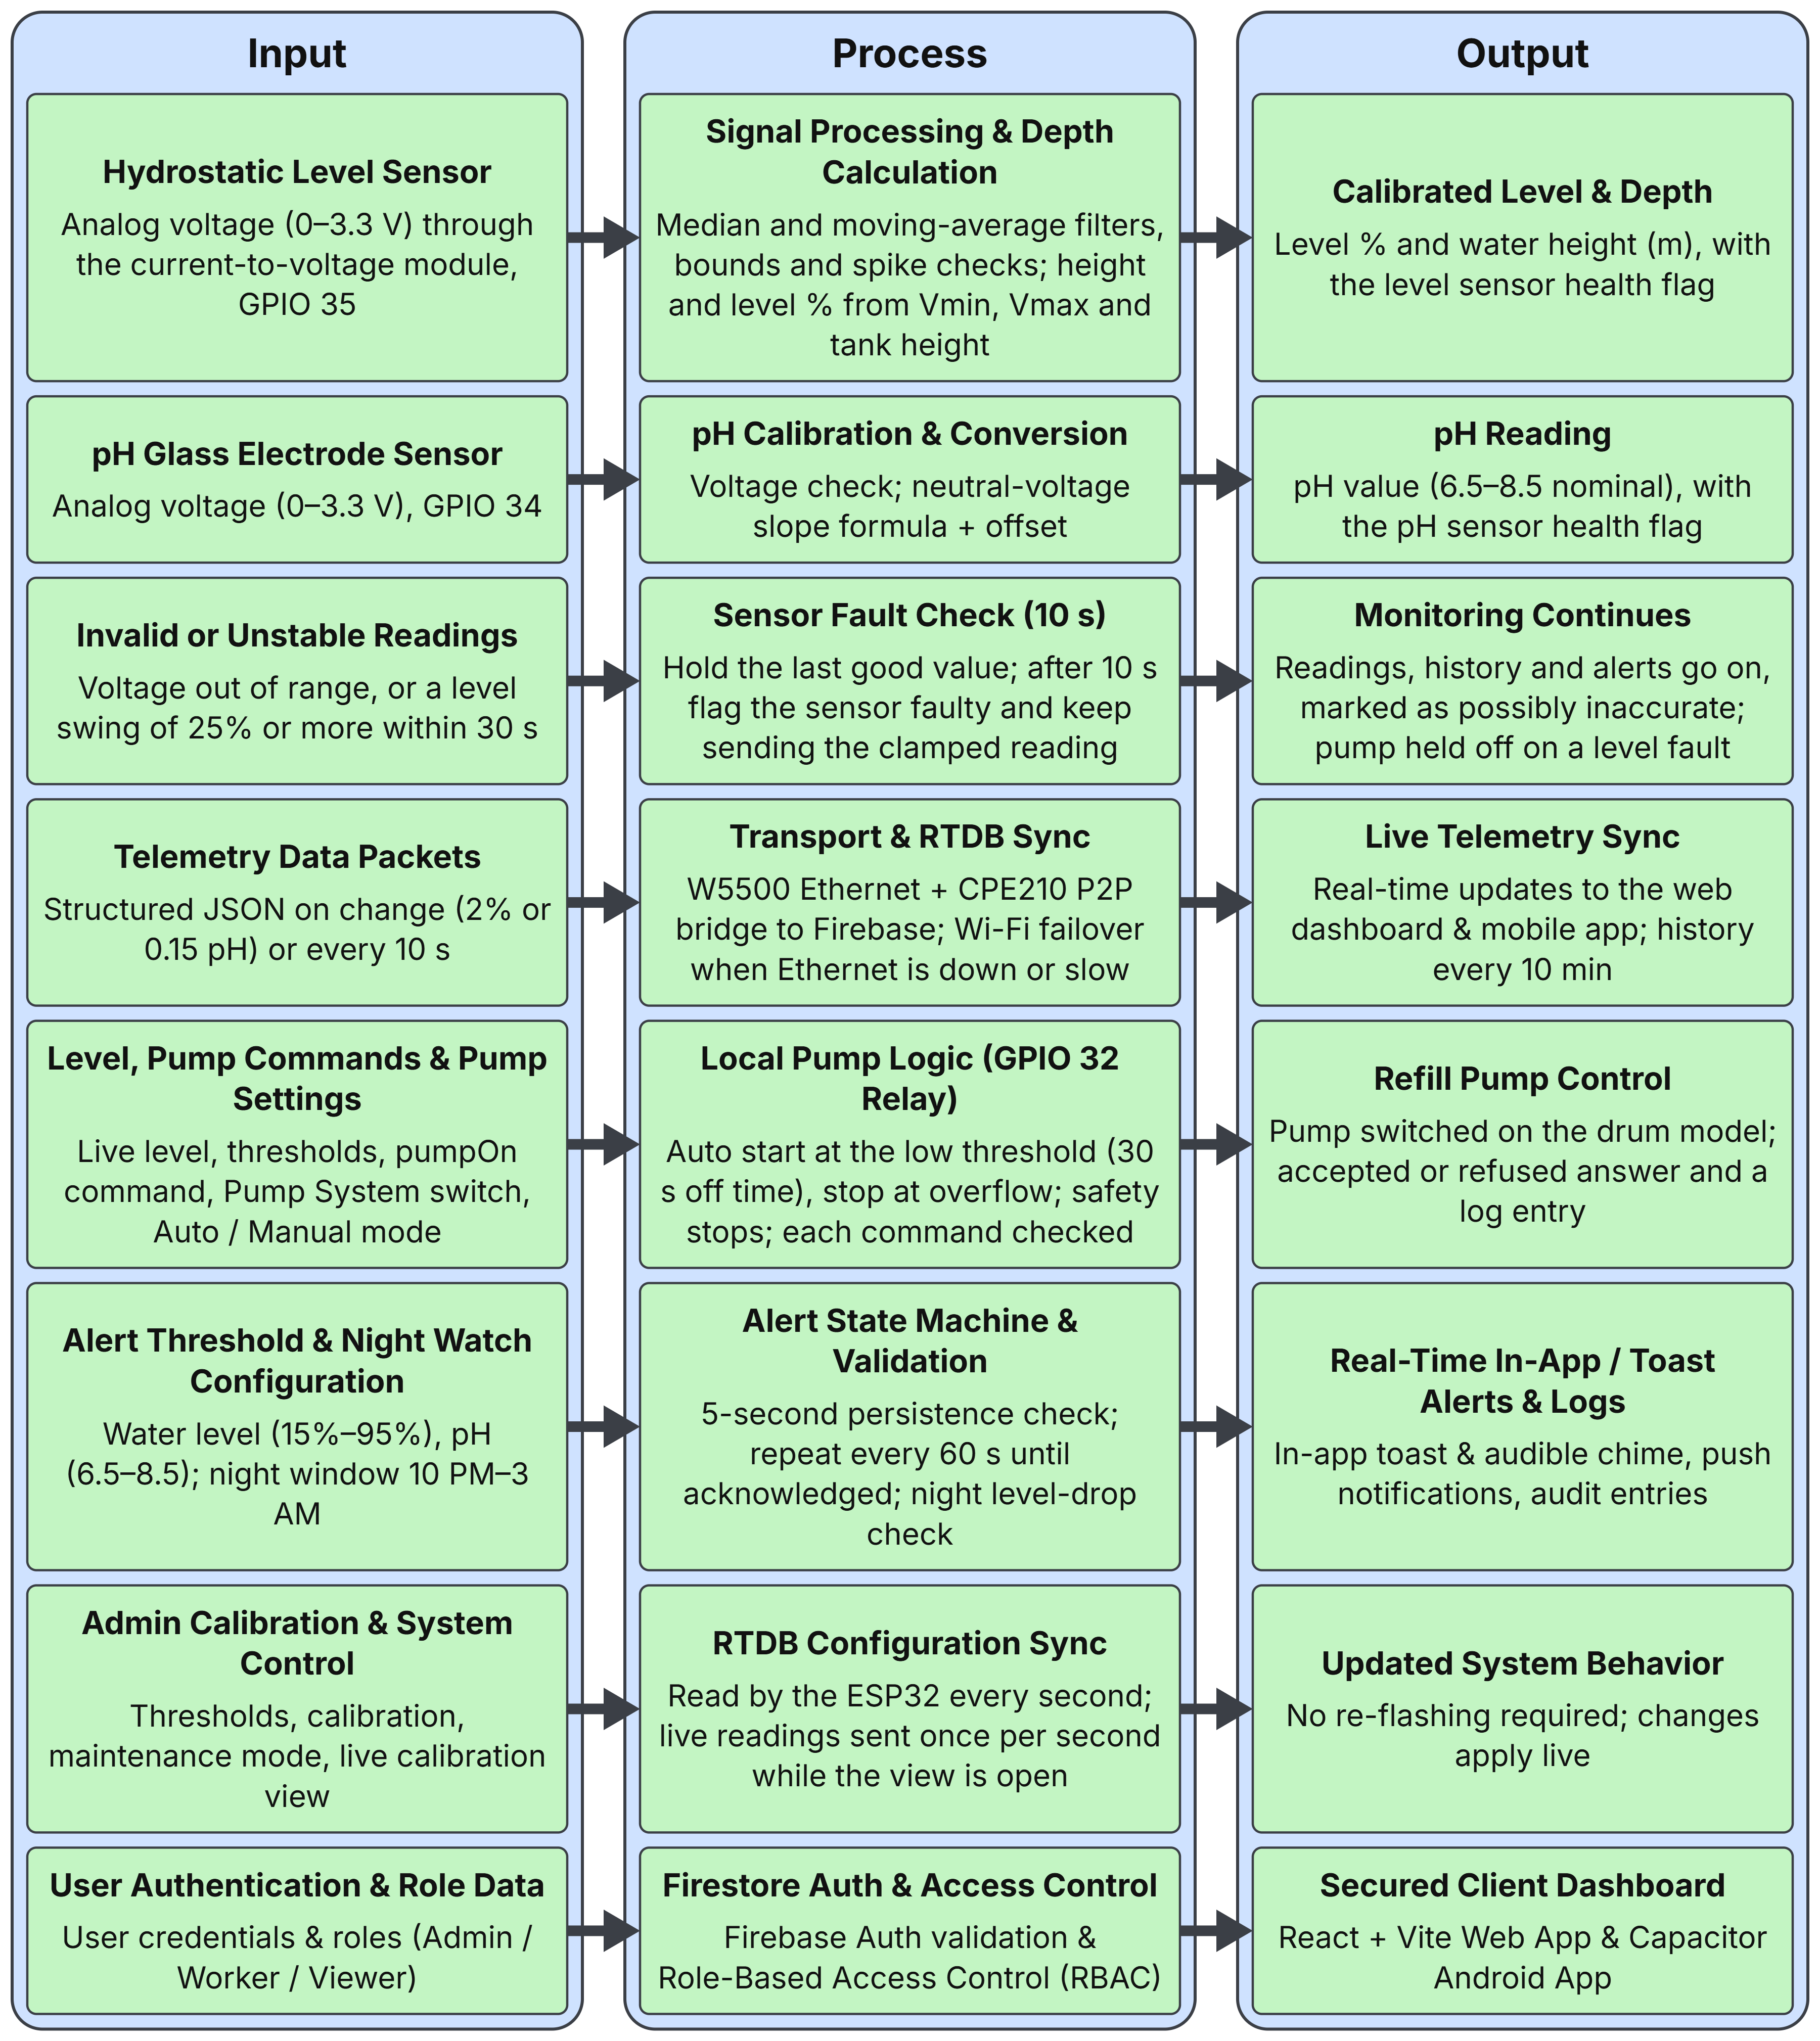 Input
Process
Output
Hydrostatic Level Sensor
Analog voltage (0–3.3 V) through
the current-to-voltage module,
GPIO 35
Signal Processing & Depth
Calculation
Median and moving-average filters,
bounds and spike checks; height
and level % from Vmin, Vmax and
tank height
Calibrated Level & Depth
Level % and water height (m), with
the level sensor health flag
pH Glass Electrode Sensor
Analog voltage (0–3.3 V), GPIO 34
pH Calibration & Conversion
Voltage check; neutral-voltage
slope formula + offset
pH Reading
pH value (6.5–8.5 nominal), with
the pH sensor health flag
Invalid or Unstable Readings
Voltage out of range, or a level
swing of 25% or more within 30 s
Sensor Fault Check (10 s)
Hold the last good value; after 10 s
flag the sensor faulty and keep
sending the clamped reading
Monitoring Continues
Readings, history and alerts go on,
marked as possibly inaccurate;
pump held off on a level fault
Telemetry Data Packets
Structured JSON on change (2% or
0.15 pH) or every 10 s
Transport & RTDB Sync
W5500 Ethernet + CPE210 P2P
bridge to Firebase; Wi-Fi failover
when Ethernet is down or slow
Live Telemetry Sync
Real-time updates to the web
dashboard & mobile app; history
every 10 min
Level, Pump Commands & Pump
Settings
Live level, thresholds, pumpOn
command, Pump System switch,
Auto / Manual mode
Local Pump Logic (GPIO 32
Relay)
Auto start at the low threshold (30
s off time), stop at overflow; safety
stops; each command checked
Refill Pump Control
Pump switched on the drum model;
accepted or refused answer and a
log entry
Alert Threshold & Night Watch
Configuration
Water level (15%–95%), pH
(6.5–8.5); night window 10 PM–3
AM
Alert State Machine &
Validation
5-second persistence check;
repeat every 60 s until
acknowledged; night level-drop
check
Real-Time In-App / Toast
Alerts & Logs
In-app toast & audible chime, push
notifications, audit entries
Admin Calibration & System
Control
Thresholds, calibration,
maintenance mode, live calibration
view
RTDB Configuration Sync
Read by the ESP32 every second;
live readings sent once per second
while the view is open
Updated System Behavior
No re-flashing required; changes
apply live
User Authentication & Role Data
User credentials & roles (Admin /
Worker / Viewer)
Firestore Auth & Access Control
Firebase Auth validation &
Role-Based Access Control (RBAC)
Secured Client Dashboard
React + Vite Web App & Capacitor
Android App